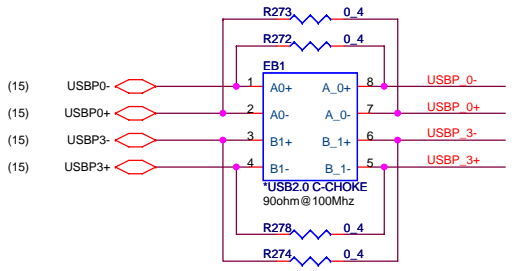 R273 0_4
R272 0_4
EB1
(15) USBP0- 1 A0+ A_0+ 8 USBP_0-
(15) USBP0+ 2 A0- A_0- 7 USBP_0+
(15) USBP3- 3 B1+ B_1+ 6 USBP_3-
(15) USBP3+ 4 B1- B_1- 5 USBP_3+
*USB2.0 C-CHOKE
90ohm@100Mhz
R278 0_4
R274 0_4